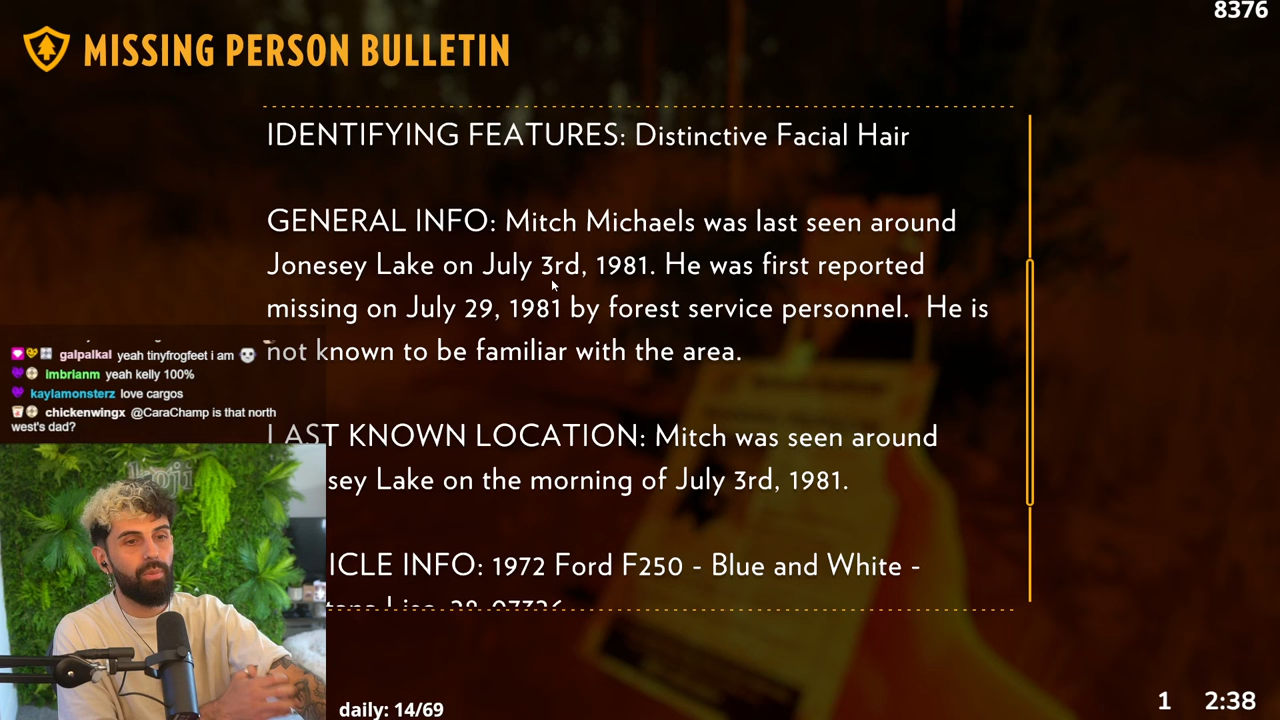 8376
MISSING PERSON BULLETIN
IDENTIFYING FEATURES: Distinctive Facial Hair
GENERAL INFO: Mitch Michaels was last seen around
Jonesey Lake on July 3rd, 1981. He was first reported
missing on July 29, 1981 by forest service personnel. He is
not known to be familiar with the area.
LAST KNOWN LOCATION: Mitch was seen around
sey Lake on the morning of July 3rd, 1981.
ICLE INFO: 1972 Ford F250 - Blue and White -
galpalkal yeah tinyfrogfeet i am
imbrianm yeah kelly 100%
kaylamonsterz love cargos
chickenwingx @CaraChamp is that north
west's dad?
koji
daily: 14/69
1 2:38